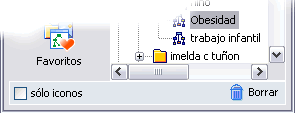 Obesidad
trabajo infantil
Favoritos
imelda c tuñon
sólo iconos
Borrar